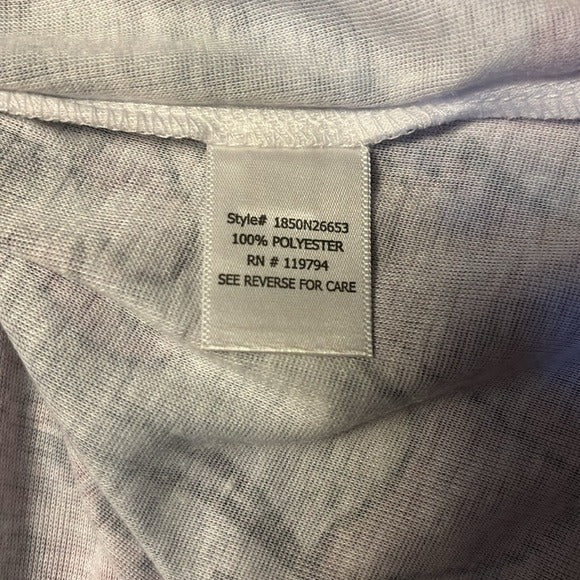 Style# 1850N26653
100% POLYESTER
RN # 119794
SEE REVERSE FOR CARE